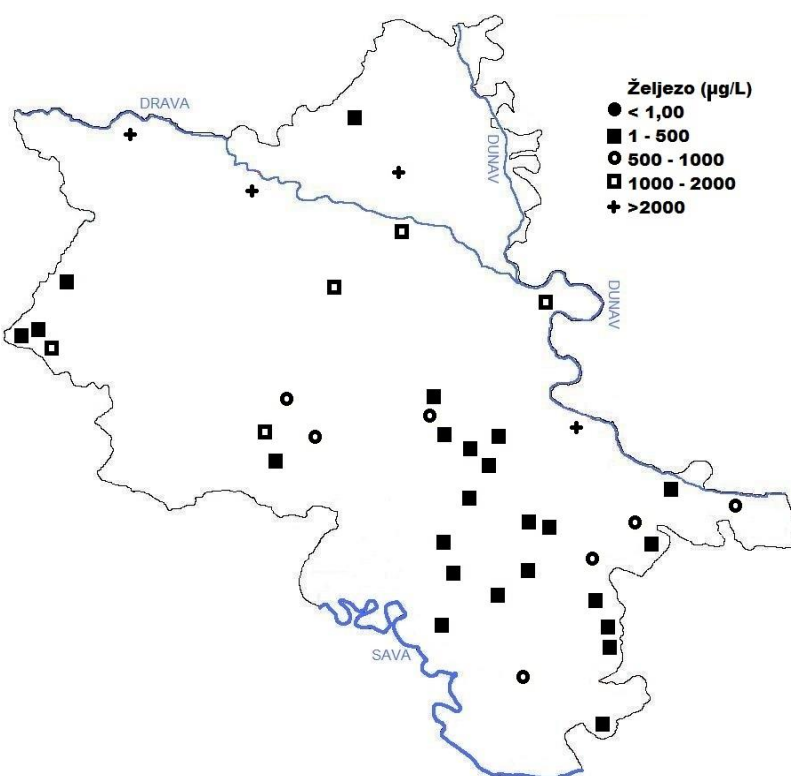 Željezo (µg/L)
< 1,00
1 - 500
500 - 1000
1000 - 2000
>2000
DRAVA
DUNAV
DUNAV
SAVA